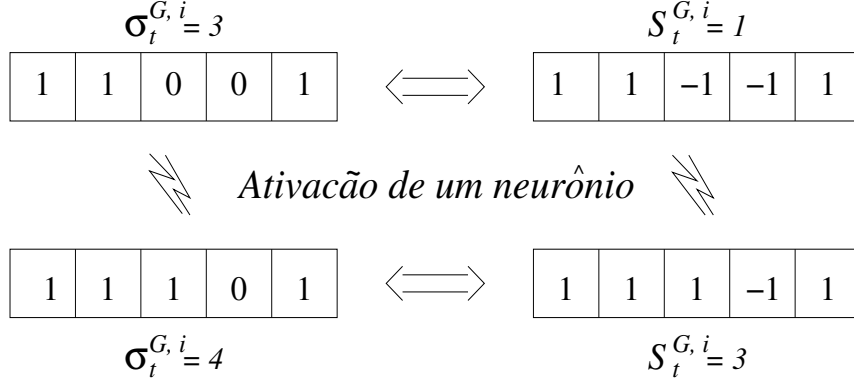 σ_t^{G, i} = 3 S_t^{G, i} = 1
1 1 0 0 1 1 1 −1 −1 1
Ativacão de um neurônio
1 1 1 0 1 1 1 1 −1 1
σ_t^{G, i} = 4 S_t^{G, i} = 3